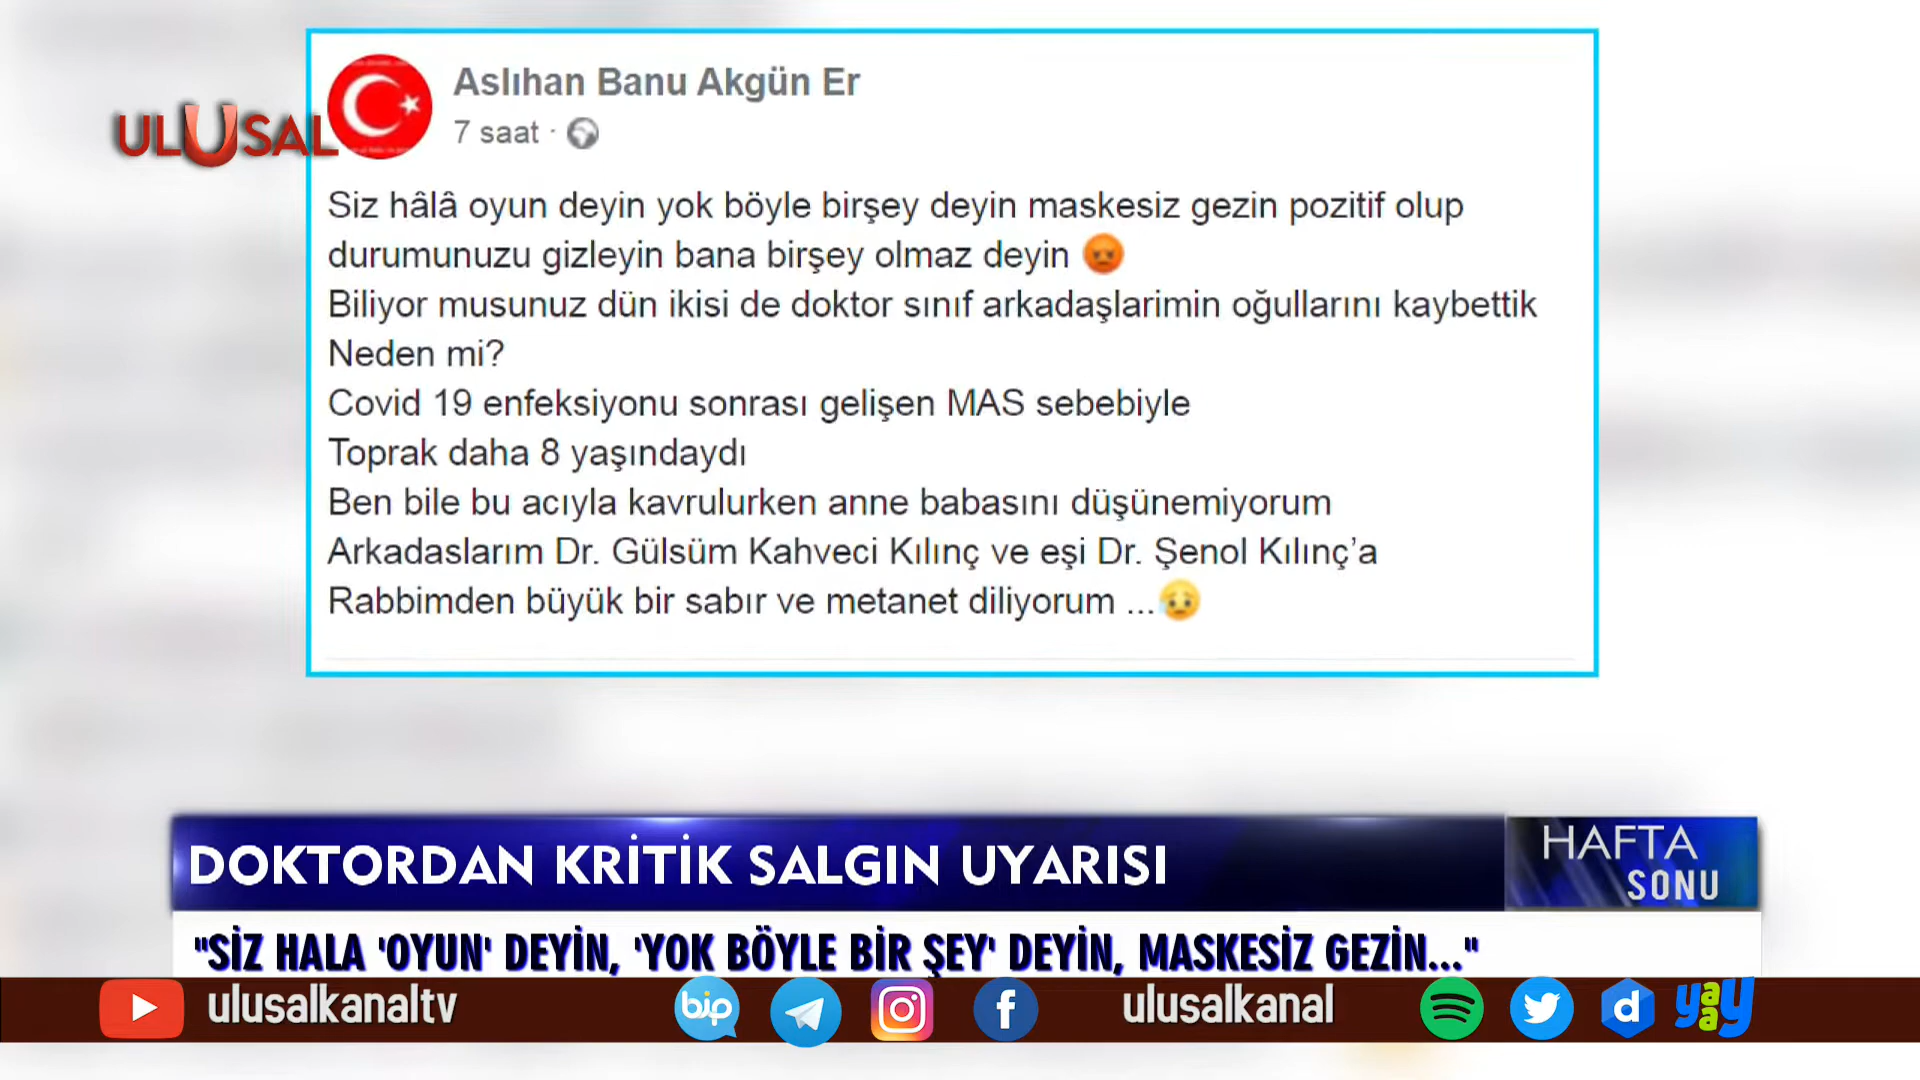 Aslıhan Banu Akgün Er
7 saat ·
ULUSAL
Siz hâlâ oyun deyin yok böyle birşey deyin maskesiz gezin pozitif olup
durumunuzu gizleyin bana birşey olmaz deyin 😡
Biliyor musunuz dün ikisi de doktor sınıf arkadaşlarimin oğullarını kaybettik
Neden mi?
Covid 19 enfeksiyonu sonrası gelişen MAS sebebiyle
Toprak daha 8 yaşındaydı
Ben bile bu acıyla kavrulurken anne babasını düşünemiyorum
Arkadaslarım Dr. Gülsüm Kahveci Kılınç ve eşi Dr. Şenol Kılınç’a
Rabbimden büyük bir sabır ve metanet diliyorum ...😥
DOKTORDAN KRİTİK SALGIN UYARISI
HAFTA
SONU
"SİZ HALA 'OYUN' DEYİN, 'YOK BÖYLE BİR ŞEY' DEYİN, MASKESİZ GEZİN..."
ulusalkanaltv
bip
ulusalkanal
d
yaay